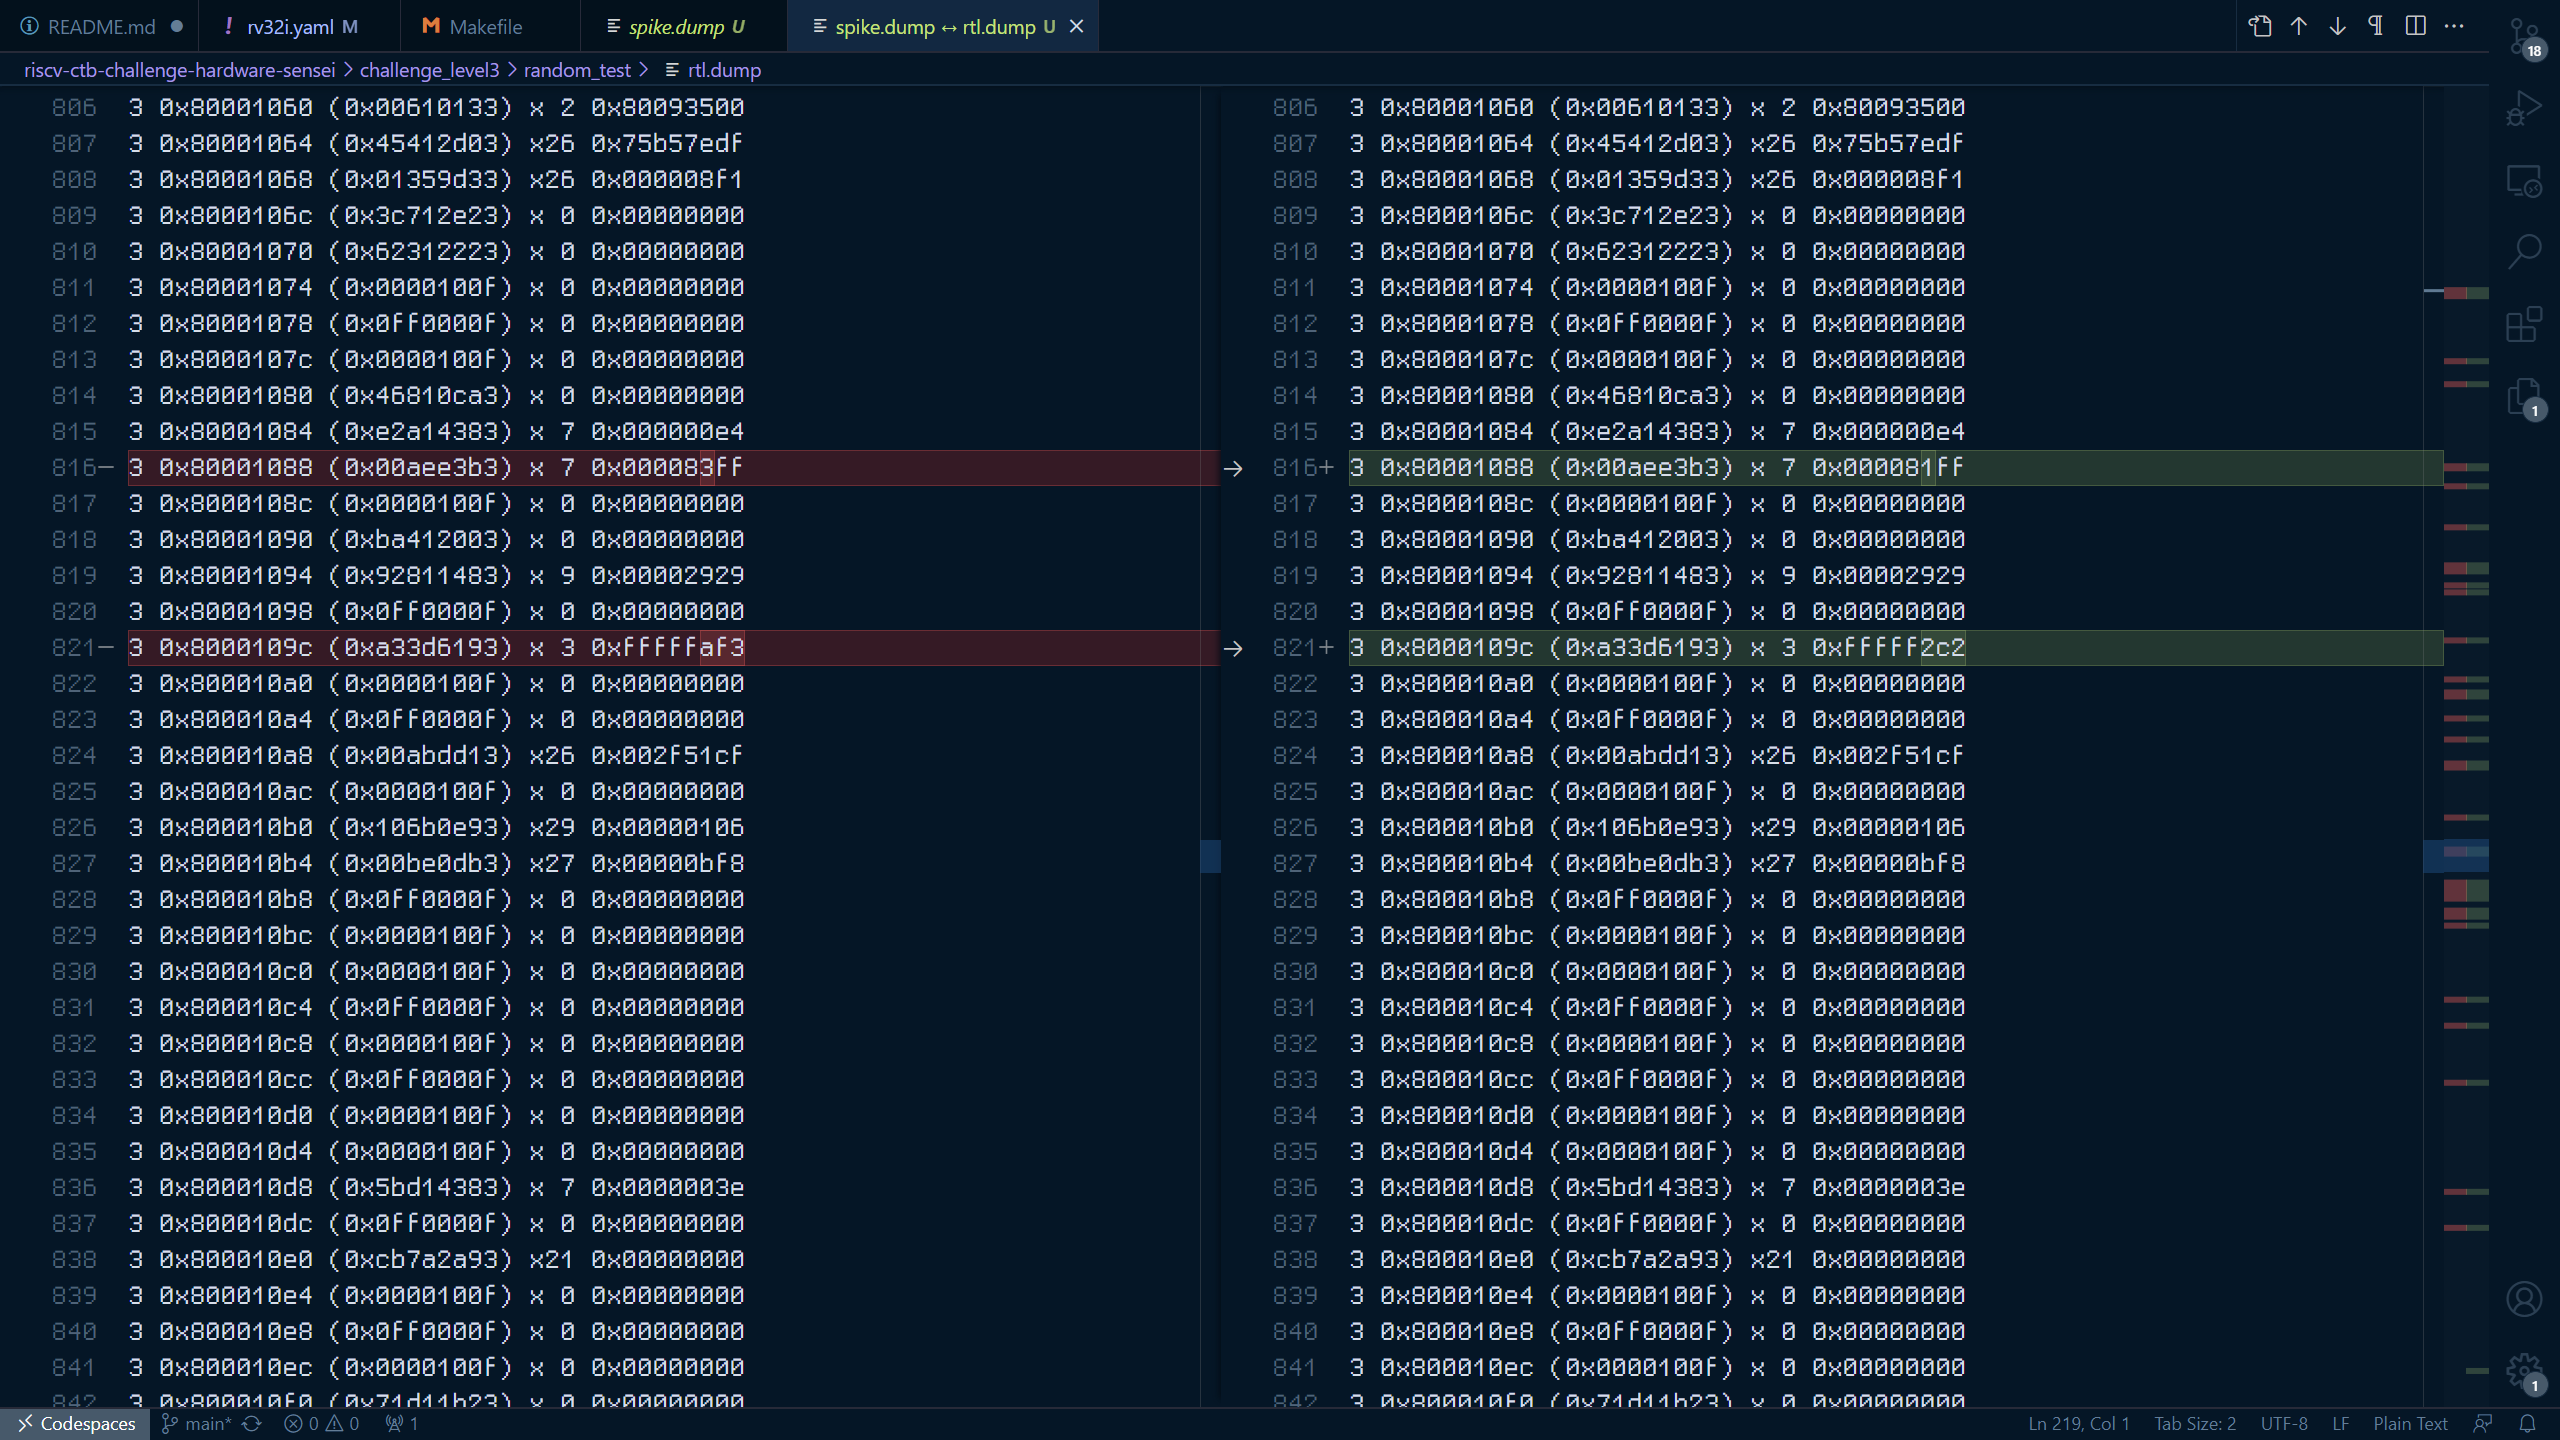 README.md
rv32i.yaml M
Makefile
spike.dump U
spike.dump ↔ rtl.dump U
riscv-ctb-challenge-hardware-sensei > challenge_level3 > random_test > rtl.dump
18
1
806 3 0x80001060 (0x00610133) x 2 0x80093500 806 3 0x80001060 (0x00610133) x 2 0x80093500
807 3 0x80001064 (0x45412d03) x26 0x75b57edf 807 3 0x80001064 (0x45412d03) x26 0x75b57edf
808 3 0x80001068 (0x01359d33) x26 0x000008f1 808 3 0x80001068 (0x01359d33) x26 0x000008f1
809 3 0x8000106c (0x3c712e23) x 0 0x00000000 809 3 0x8000106c (0x3c712e23) x 0 0x00000000
810 3 0x80001070 (0x62312223) x 0 0x00000000 810 3 0x80001070 (0x62312223) x 0 0x00000000
811 3 0x80001074 (0x0000100f) x 0 0x00000000 811 3 0x80001074 (0x0000100f) x 0 0x00000000
812 3 0x80001078 (0x0ff0000f) x 0 0x00000000 812 3 0x80001078 (0x0ff0000f) x 0 0x00000000
813 3 0x8000107c (0x0000100f) x 0 0x00000000 813 3 0x8000107c (0x0000100f) x 0 0x00000000
814 3 0x80001080 (0x46810ca3) x 0 0x00000000 814 3 0x80001080 (0x46810ca3) x 0 0x00000000
815 3 0x80001084 (0xe2a14383) x 7 0x000000e4 815 3 0x80001084 (0xe2a14383) x 7 0x000000e4
816− 3 0x80001088 (0x00aee3b3) x 7 0x000083ff → 816+ 3 0x80001088 (0x00aee3b3) x 7 0x000081ff
817 3 0x8000108c (0x0000100f) x 0 0x00000000 817 3 0x8000108c (0x0000100f) x 0 0x00000000
818 3 0x80001090 (0xba412003) x 0 0x00000000 818 3 0x80001090 (0xba412003) x 0 0x00000000
819 3 0x80001094 (0x92811483) x 9 0x00002929 819 3 0x80001094 (0x92811483) x 9 0x00002929
820 3 0x80001098 (0x0ff0000f) x 0 0x00000000 820 3 0x80001098 (0x0ff0000f) x 0 0x00000000
821− 3 0x8000109c (0xa33d6193) x 3 0xfffffaf3 → 821+ 3 0x8000109c (0xa33d6193) x 3 0xfffff2c2
822 3 0x800010a0 (0x0000100f) x 0 0x00000000 822 3 0x800010a0 (0x0000100f) x 0 0x00000000
823 3 0x800010a4 (0x0ff0000f) x 0 0x00000000 823 3 0x800010a4 (0x0ff0000f) x 0 0x00000000
824 3 0x800010a8 (0x00abdd13) x26 0x002f51cf 824 3 0x800010a8 (0x00abdd13) x26 0x002f51cf
825 3 0x800010ac (0x0000100f) x 0 0x00000000 825 3 0x800010ac (0x0000100f) x 0 0x00000000
826 3 0x800010b0 (0x106b0e93) x29 0x00000106 826 3 0x800010b0 (0x106b0e93) x29 0x00000106
827 3 0x800010b4 (0x00be0db3) x27 0x00000bf8 827 3 0x800010b4 (0x00be0db3) x27 0x00000bf8
828 3 0x800010b8 (0x0ff0000f) x 0 0x00000000 828 3 0x800010b8 (0x0ff0000f) x 0 0x00000000
829 3 0x800010bc (0x0000100f) x 0 0x00000000 829 3 0x800010bc (0x0000100f) x 0 0x00000000
830 3 0x800010c0 (0x0000100f) x 0 0x00000000 830 3 0x800010c0 (0x0000100f) x 0 0x00000000
831 3 0x800010c4 (0x0ff0000f) x 0 0x00000000 831 3 0x800010c4 (0x0ff0000f) x 0 0x00000000
832 3 0x800010c8 (0x0000100f) x 0 0x00000000 832 3 0x800010c8 (0x0000100f) x 0 0x00000000
833 3 0x800010cc (0x0ff0000f) x 0 0x00000000 833 3 0x800010cc (0x0ff0000f) x 0 0x00000000
834 3 0x800010d0 (0x0000100f) x 0 0x00000000 834 3 0x800010d0 (0x0000100f) x 0 0x00000000
835 3 0x800010d4 (0x0000100f) x 0 0x00000000 835 3 0x800010d4 (0x0000100f) x 0 0x00000000
836 3 0x800010d8 (0x5bd14383) x 7 0x0000003e 836 3 0x800010d8 (0x5bd14383) x 7 0x0000003e
837 3 0x800010dc (0x0ff0000f) x 0 0x00000000 837 3 0x800010dc (0x0ff0000f) x 0 0x00000000
838 3 0x800010e0 (0xcb7a2a93) x21 0x00000000 838 3 0x800010e0 (0xcb7a2a93) x21 0x00000000
839 3 0x800010e4 (0x0000100f) x 0 0x00000000 839 3 0x800010e4 (0x0000100f) x 0 0x00000000
840 3 0x800010e8 (0x0ff0000f) x 0 0x00000000 840 3 0x800010e8 (0x0ff0000f) x 0 0x00000000
841 3 0x800010ec (0x0000100f) x 0 0x00000000 841 3 0x800010ec (0x0000100f) x 0 0x00000000
842 3 0x800010f0 (0x71d11b23) x 0 0x00000000 842 3 0x800010f0 (0x71d11b23) x 0 0x00000000
1
Codespaces main* 0 0 1 Ln 219, Col 1 Tab Size: 2 UTF-8 LF Plain Text